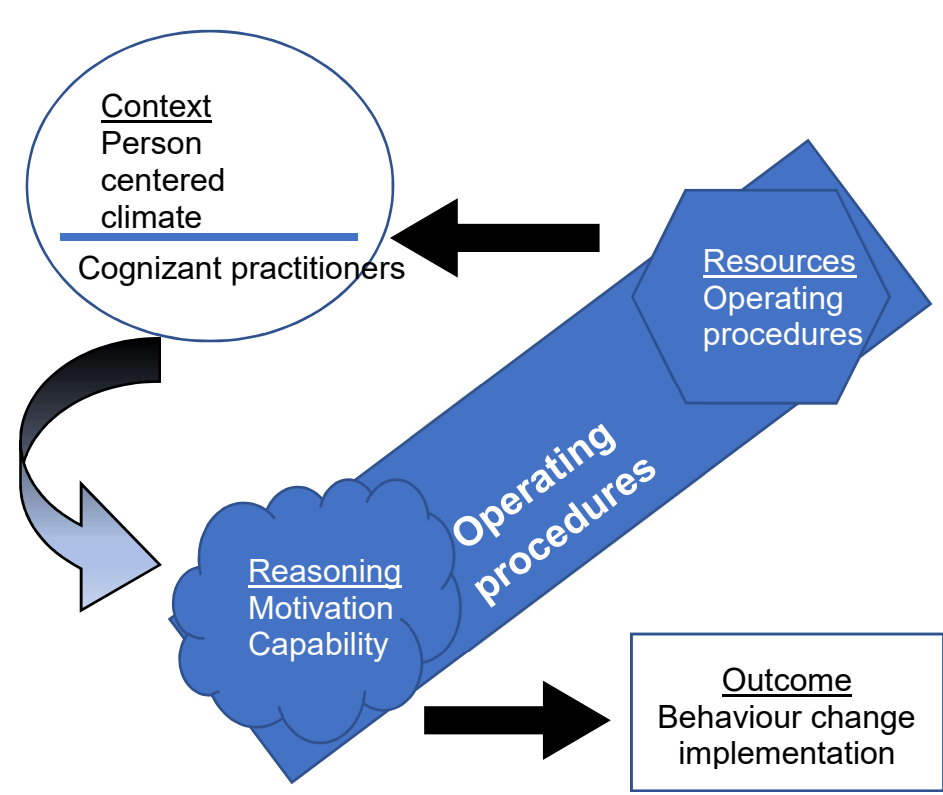 Context
Person
centered
climate
Cognizant practitioners
Resources
Operating
procedures
Operating
procedures
Reasoning
Motivation
Capability
Outcome
Behaviour change
implementation